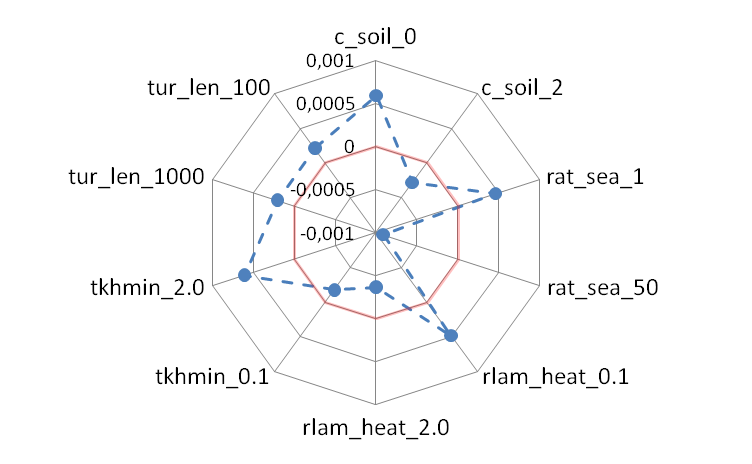 c_soil_0
0,001
tur_len_100
c_soil_2
0,0005
0
tur_len_1000
rat_sea_1
-0,0005
-0,001
tkhmin_2.0
rat_sea_50
tkhmin_0.1
rlam_heat_0.1
rlam_heat_2.0